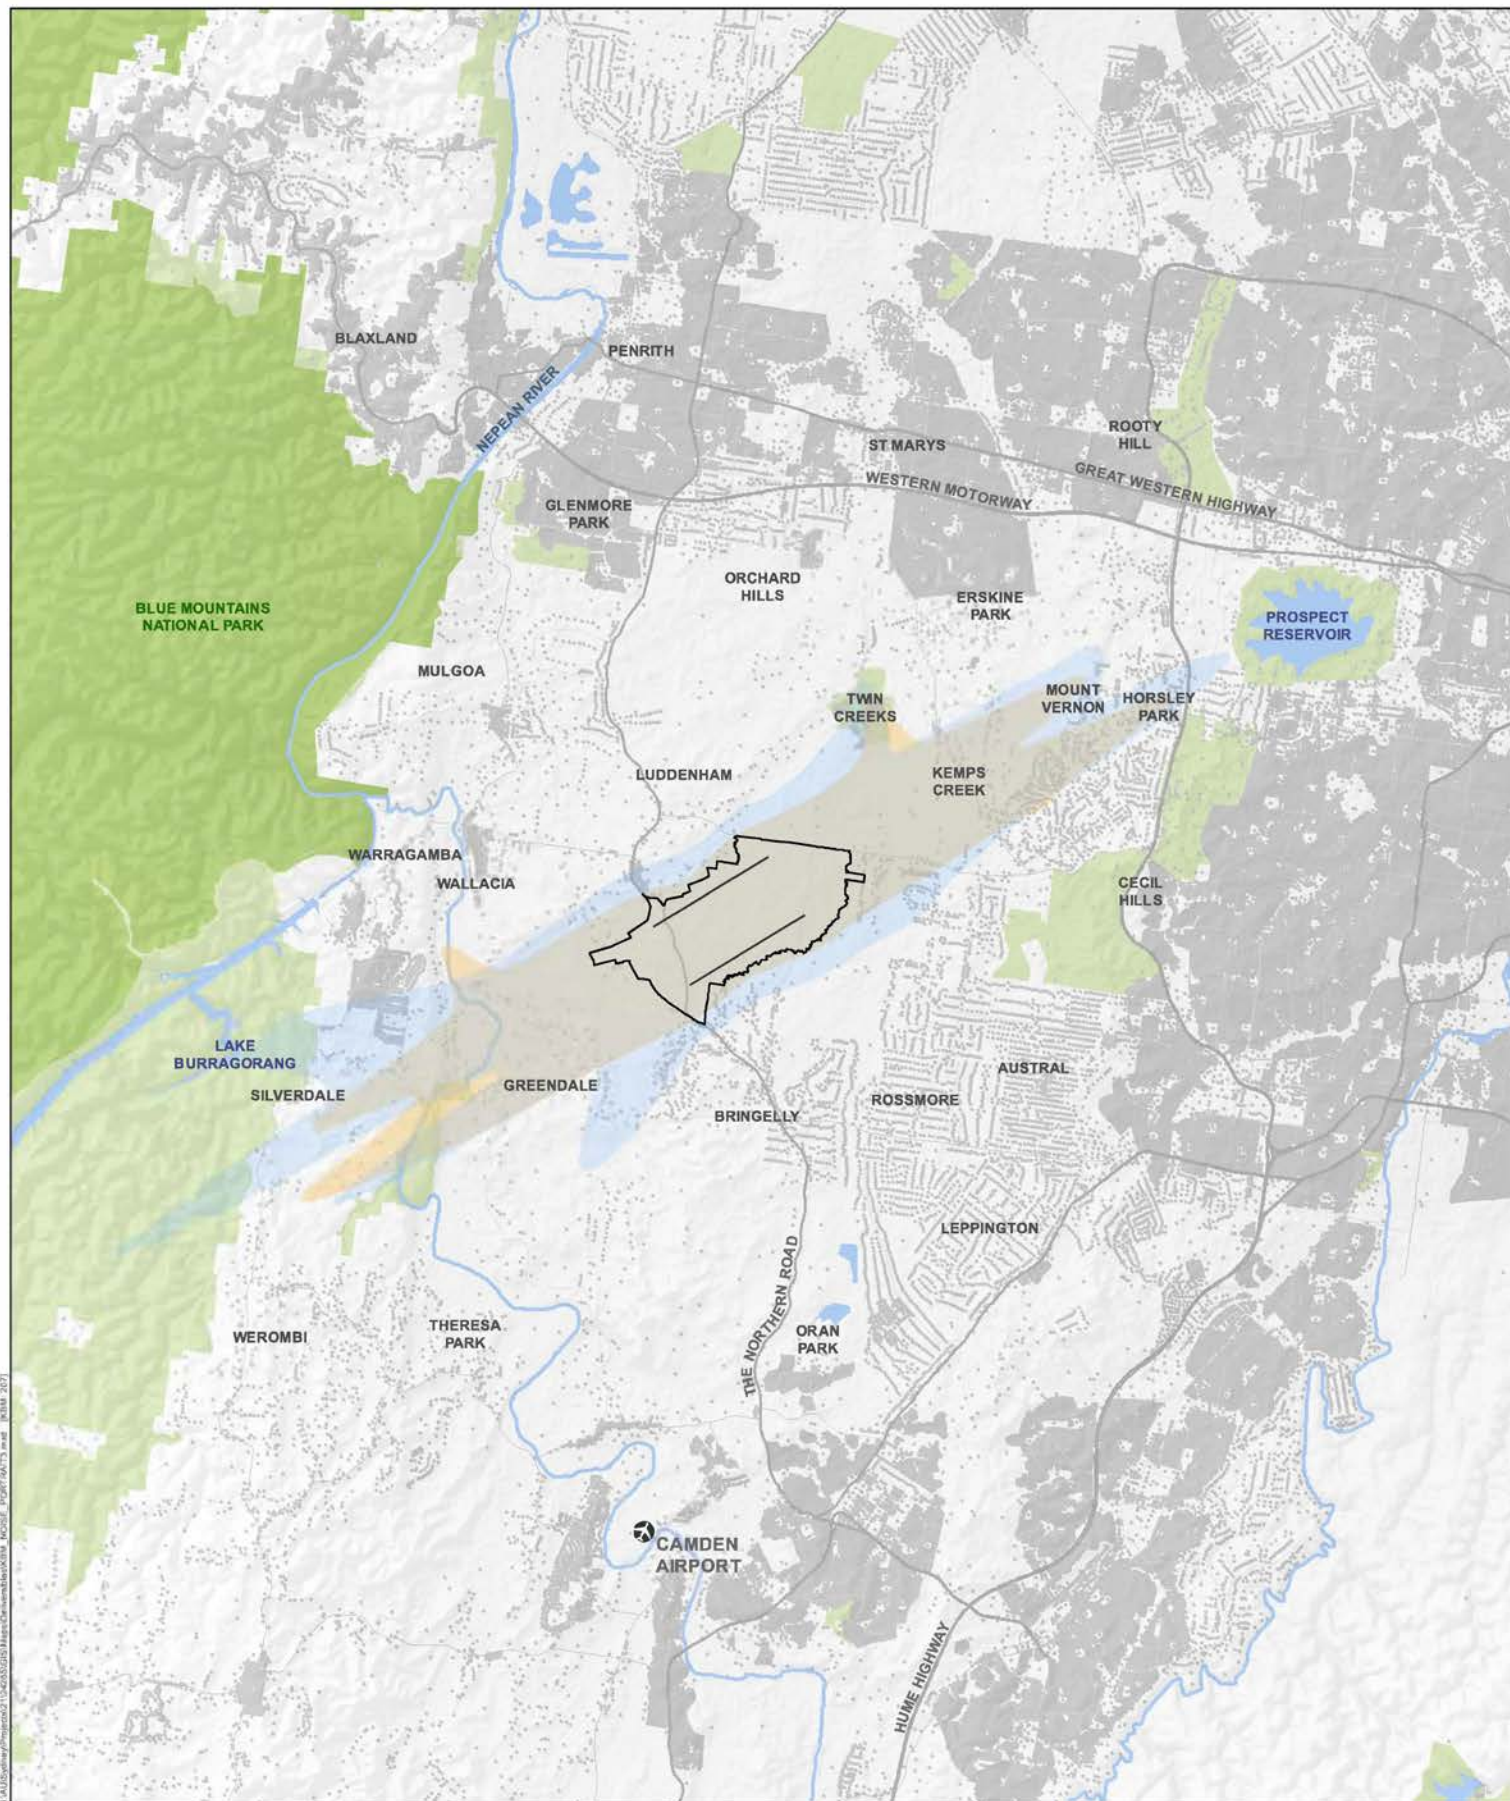 BLAXLAND
PENRITH
NEPEAN RIVER
ROOTY
HILL
ST MARYS
GREAT WESTERN HIGHWAY
WESTERN MOTORWAY
GLENMORE
PARK
ORCHARD
HILLS
ERSKINE
PARK
BLUE MOUNTAINS
NATIONAL PARK
PROSPECT
RESERVOIR
MULGOA
TWIN
CREEKS
MOUNT
VERNON
HORSLEY
PARK
LUDDENHAM
KEMPS
CREEK
WARRAGAMBA
WALLACIA
CECIL
HILLS
LAKE
BURRAGORANG
SILVERDALE
GREENDALE
AUSTRAL
ROSSMORE
BRINGELLY
LEPPINGTON
THE NORTHERN ROAD
WEROMBI
THERESA
PARK
ORAN
PARK
CAMDEN
AIRPORT
HUME HIGHWAY